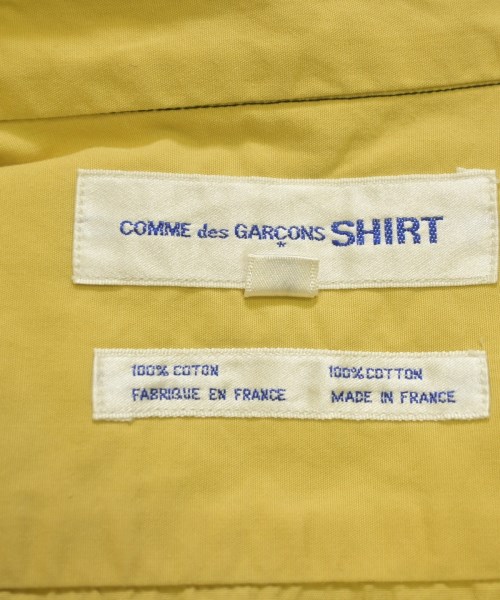 COMME des GARÇONS SHIRT
*
100% COTON 100% COTTON
FABRIQUE EN FRANCE MADE IN FRANCE